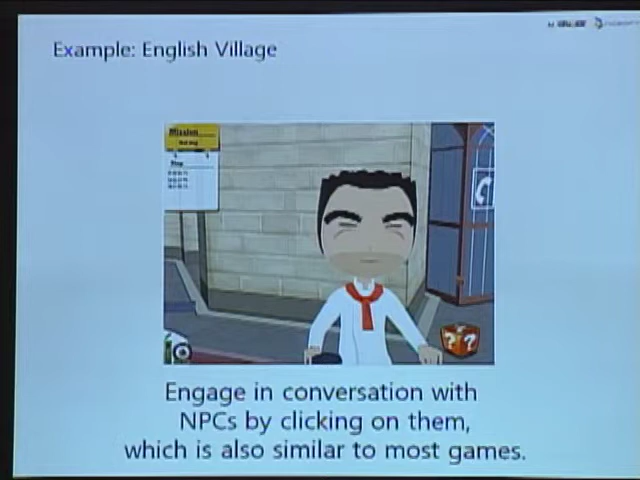 Example: English Village
Mission
? ?
Engage in conversation with
NPCs by clicking on them,
which is also similar to most games.